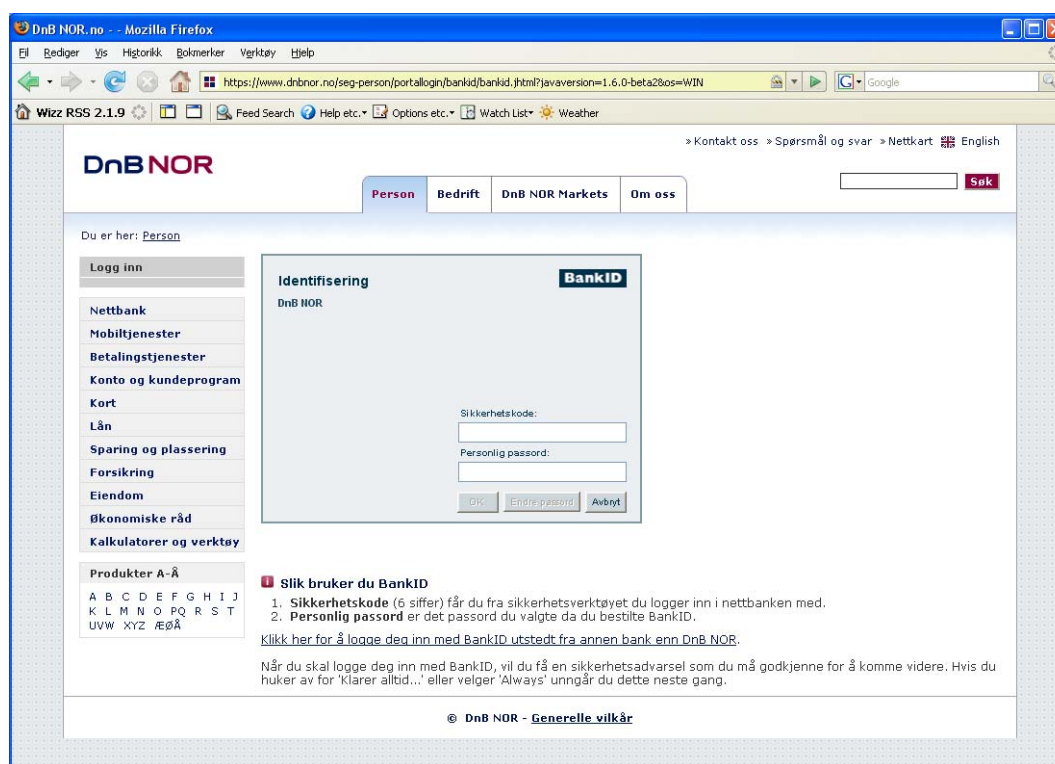 DnB NOR.no - - Mozilla Firefox
Fil Rediger Vis Historikk Bokmerker Verktøy Hjelp
https://www.dnbnor.no/seg-person/portallogin/bankid/bankid.jhtml?javaversion=1.6.0-beta2&os=WIN
G Google
Wizz RSS 2.1.9 Feed Search Help etc. Options etc. Watch List Weather
» Kontakt oss » Spørsmål og svar » Nettkart English
DnB NOR
Søk
Person Bedrift DnB NOR Markets Om oss
Du er her: Person
Logg inn
Nettbank
Mobiltjenester
Betalingstjenester
Konto og kundeprogram
Kort
Lån
Sparing og plassering
Forsikring
Eiendom
Økonomiske råd
Kalkulatorer og verktøy
Produkter A-Å
A B C D E F G H I J
K L M N O PQ R S T
UVW XYZ ÆØÅ
Identifisering BankID
DnB NOR
Sikkerhetskode:
Personlig passord:
OK Endre passord Avbryt
Slik bruker du BankID
1. Sikkerhetskode (6 siffer) får du fra sikkerhetsverktøyet du logger inn i nettbanken med.
2. Personlig passord er det passord du valgte da du bestilte BankID.
Klikk her for å logge deg inn med BankID utstedt fra annen bank enn DnB NOR.
Når du skal logge deg inn med BankID, vil du få en sikkerhetsadvarsel som du må godkjenne for å komme videre. Hvis du
huker av for 'Klarer alltid...' eller velger 'Always' unngår du dette neste gang.
© DnB NOR - Generelle vilkår